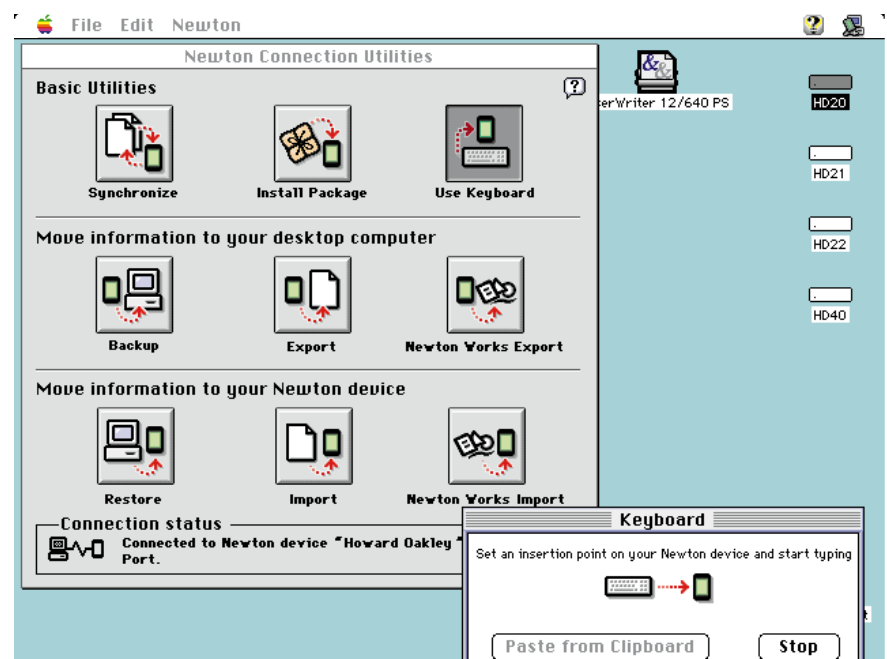 File Edit Newton
Newton Connection Utilities
Basic Utilities
Synchronize
Install Package
Use Keyboard
Move information to your desktop computer
Backup
Export
Newton Works Export
Move information to your Newton device
Restore
Import
Newton Works Import
Connection status
Connected to Newton device "Howard Oakley "
Port.
erWriter 12/640 PS
HD20
HD21
HD22
HD40
Keyboard
Set an insertion point on your Newton device and start typing
Paste from Clipboard
Stop